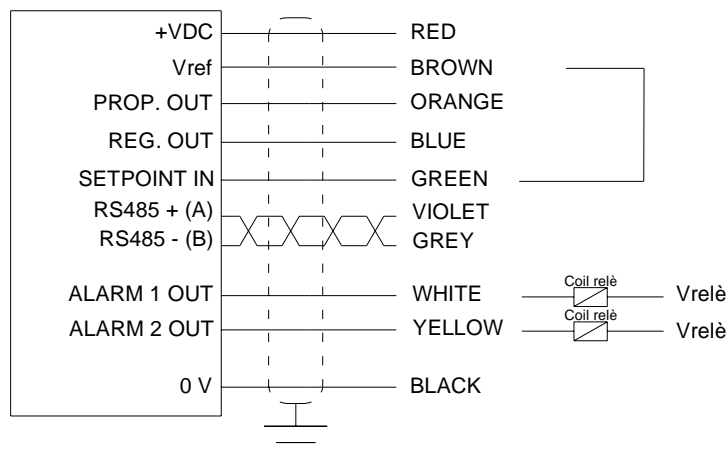 +VDC RED
Vref BROWN
PROP. OUT ORANGE
REG. OUT BLUE
SETPOINT IN GREEN
RS485 + (A) VIOLET
RS485 - (B) GREY
ALARM 1 OUT WHITE Coil relè Vrelè
ALARM 2 OUT YELLOW Coil relè Vrelè
0 V BLACK